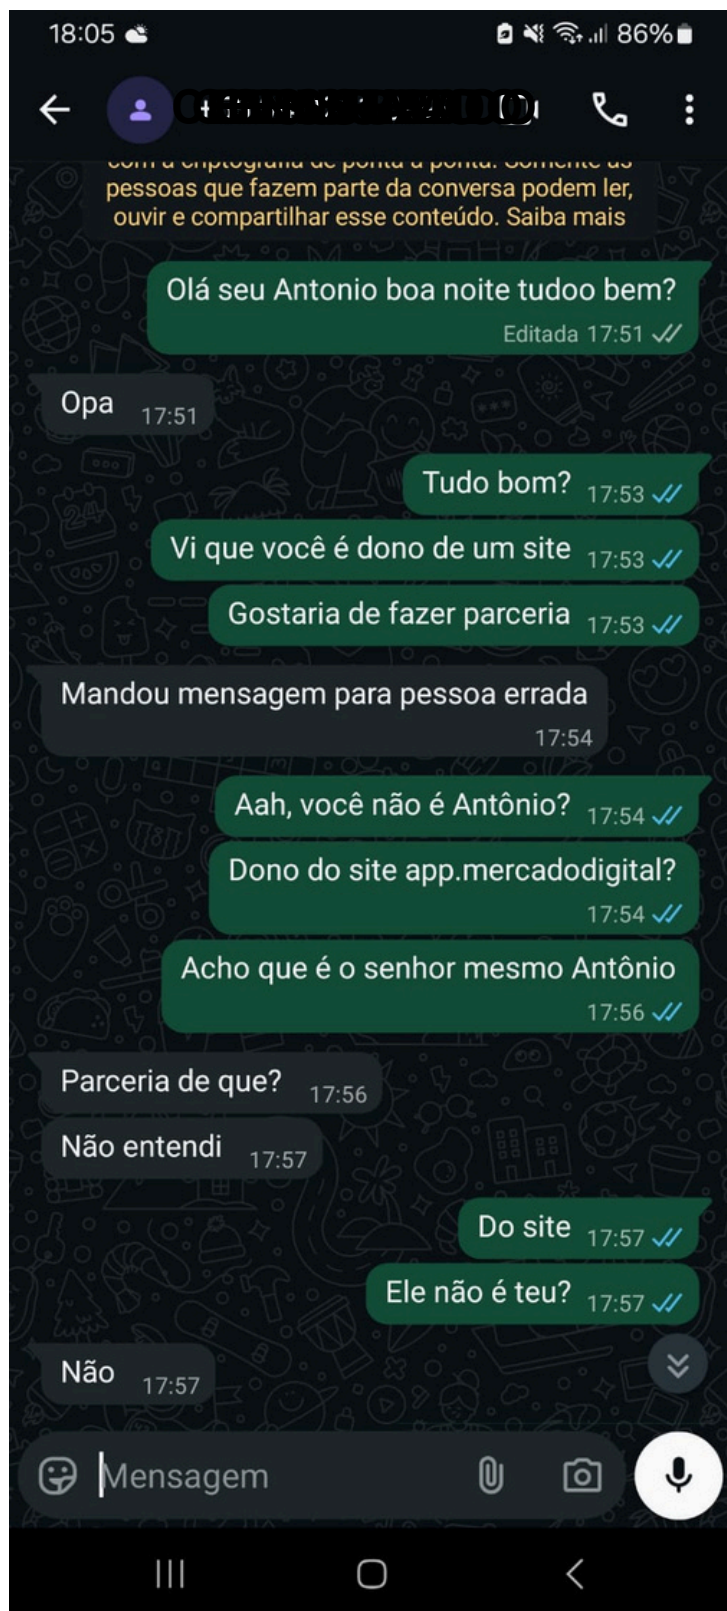 18:05
86%
pessoas que fazem parte da conversa podem ler,
ouvir e compartilhar esse conteúdo. Saiba mais
Olá seu Antonio boa noite tudoo bem?
Editada 17:51
Opa 17:51
Tudo bom? 17:53
Vi que você é dono de um site 17:53
Gostaria de fazer parceria 17:53
Mandou mensagem para pessoa errada
17:54
Aah, você não é Antônio? 17:54
Dono do site app.mercadodigital?
17:54
Acho que é o senhor mesmo Antônio
17:56
Parceria de que? 17:56
Não entendi 17:57
Do site 17:57
Ele não é teu? 17:57
Não 17:57
Mensagem